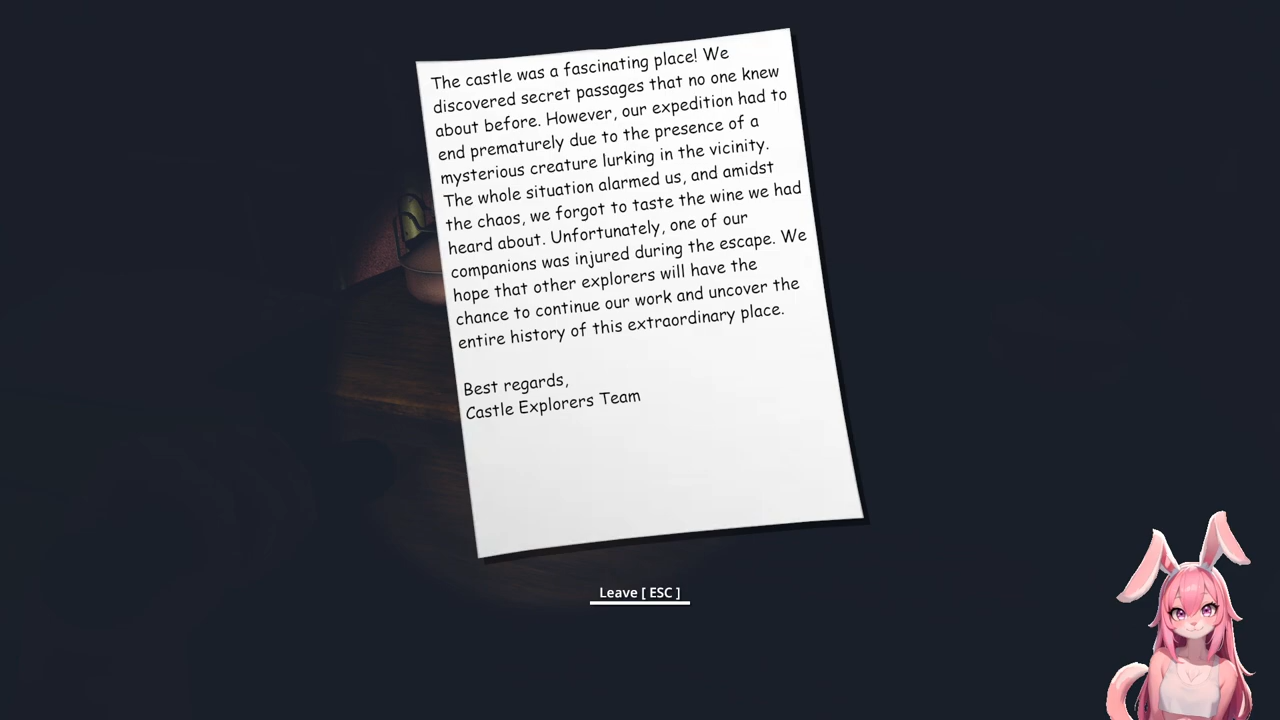 The castle was a fascinating place! We
discovered secret passages that no one knew
about before. However, our expedition had to
end prematurely due to the presence of a
mysterious creature lurking in the vicinity.
The whole situation alarmed us, and amidst
the chaos, we forgot to taste the wine we had
heard about. Unfortunately, one of our
companions was injured during the escape. We
hope that other explorers will have the
chance to continue our work and uncover the
entire history of this extraordinary place.
Best regards,
Castle Explorers Team
Leave [ ESC ]